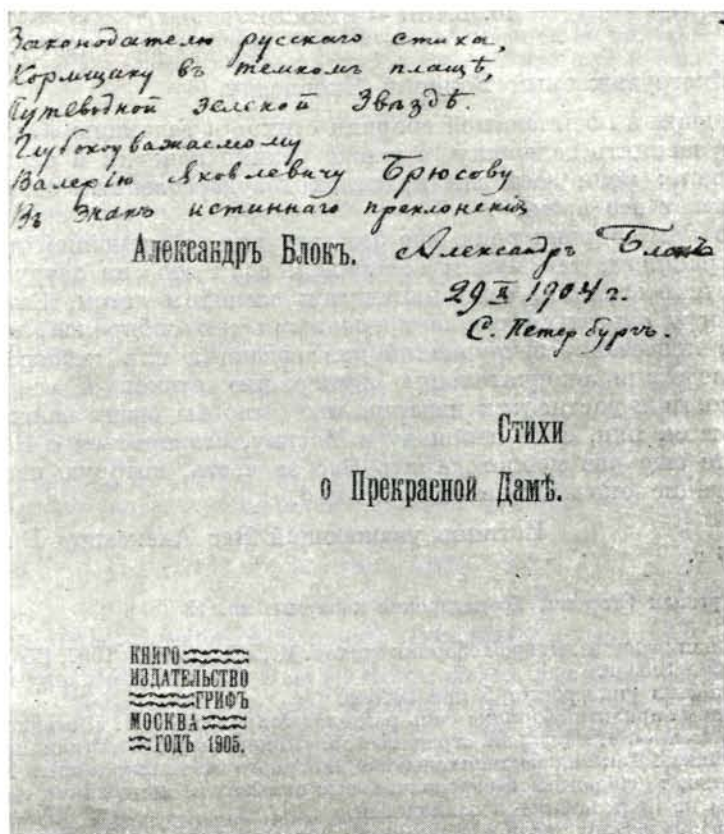 Законодателю русскаго стиха,
Кормщику въ темномъ плащѣ,
Путеводной Зеленой Звѣздѣ.
Глубокоуважаемому
Валерію Яковлевичу Брюсову
Въ знакъ истиннаго преклоненія
Александръ Блокъ. Александръ Блокъ
29 X 1904 г.
С. Петербургъ.
Стихи
о Прекрасной Дамѣ.
КНИГО
ИЗДАТЕЛЬСТВО
ГРИФЪ
МОСКВА
ГОДЪ 1905.